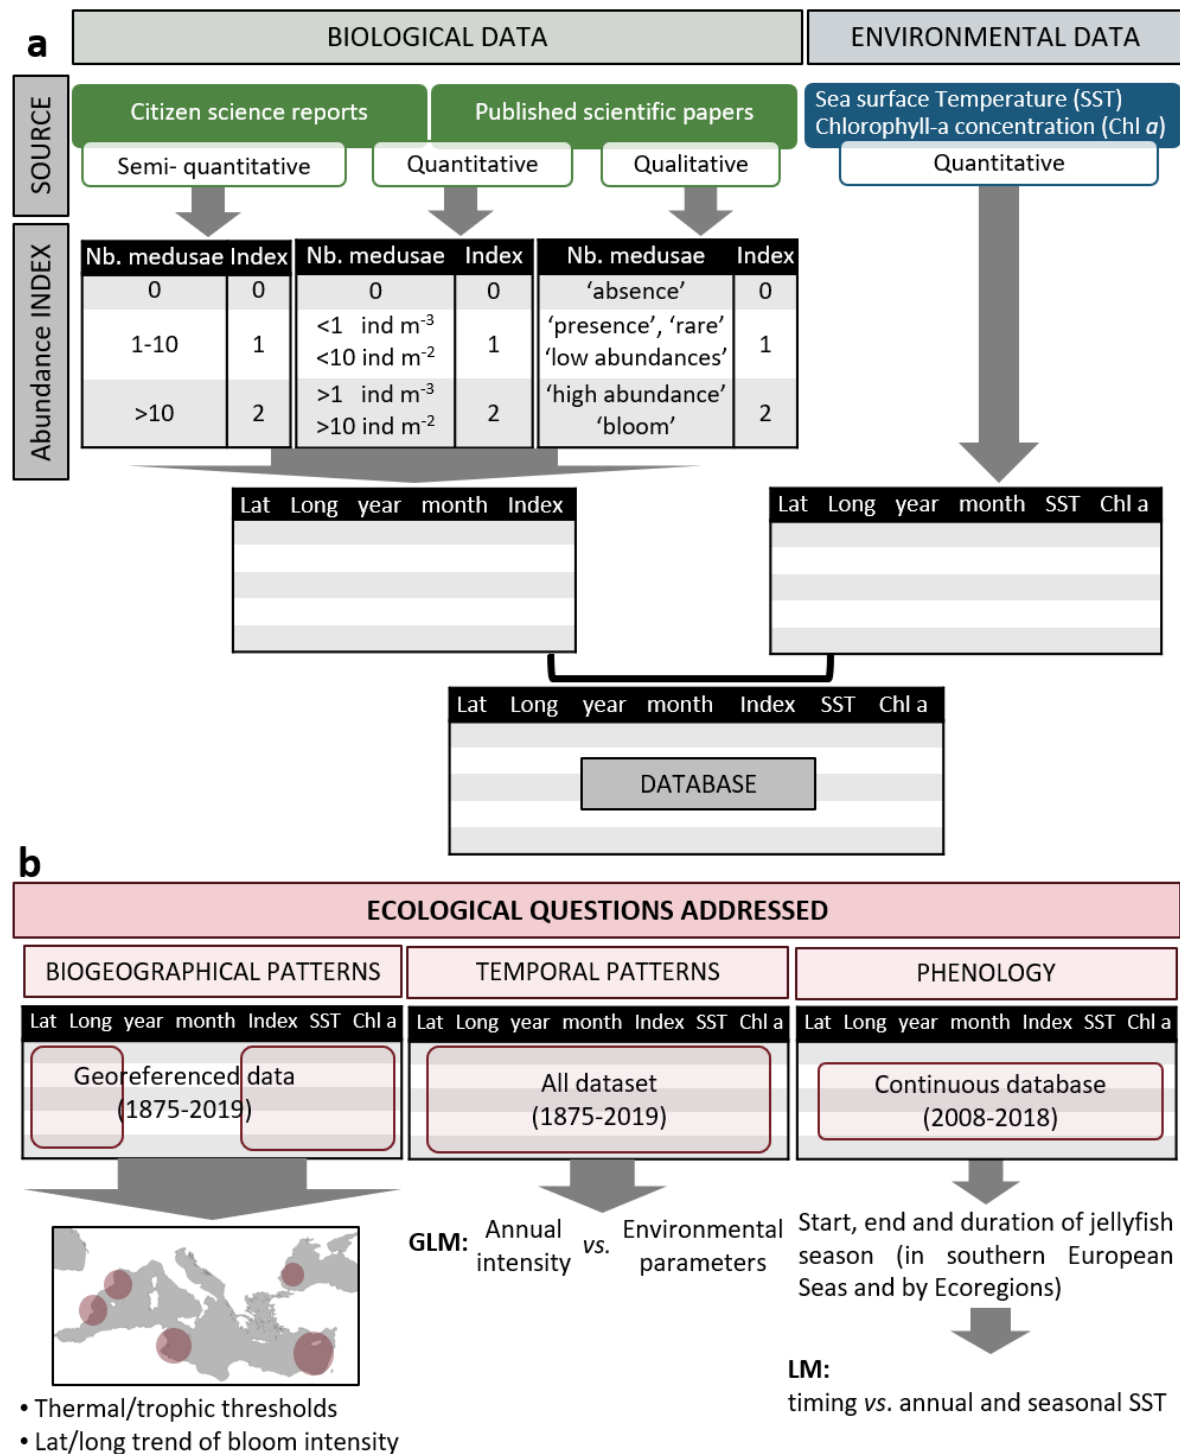 a
BIOLOGICAL DATA
ENVIRONMENTAL DATA
SOURCE
Citizen science reports
Published scientific papers
Sea surface Temperature (SST)
Chlorophyll-a concentration (Chl a)
Semi- quantitative
Quantitative
Qualitative
Quantitative
Abundance INDEX
Nb. medusae Index
0 0
1-10 1
>10 2
Nb. medusae Index
0 0
<1 ind m-3
<10 ind m-2
1
>1 ind m-3
>10 ind m-2
2
Nb. medusae Index
‘absence’ 0
‘presence’, ‘rare’
‘low abundances’
1
‘high abundance’
‘bloom’
2
Lat Long year month Index
Lat Long year month SST Chl a
Lat Long year month Index SST Chl a
DATABASE
b
ECOLOGICAL QUESTIONS ADDRESSED
BIOGEOGRAPHICAL PATTERNS
Lat Long year month Index SST Chl a
Georeferenced data
(1875-2019)
• Thermal/trophic thresholds
• Lat/long trend of bloom intensity
TEMPORAL PATTERNS
Lat Long year month Index SST Chl a
All dataset
(1875-2019)
GLM: Annual intensity vs. Environmental parameters
PHENOLOGY
Lat Long year month Index SST Chl a
Continuous database
(2008-2018)
Start, end and duration of jellyfish
season (in southern European
Seas and by Ecoregions)
LM:
timing vs. annual and seasonal SST